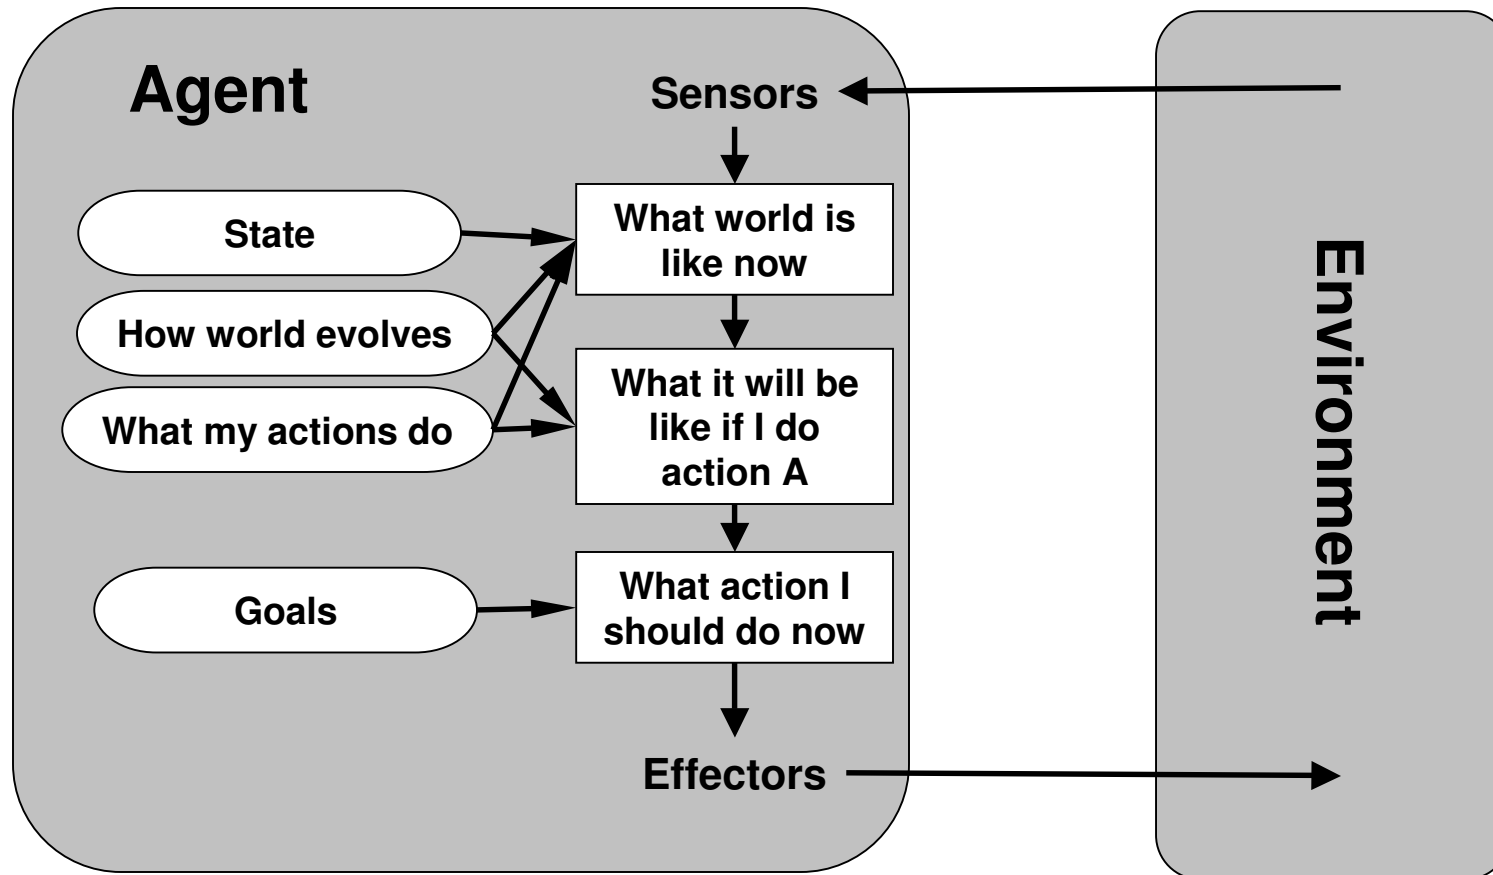 Agent
Sensors
State
What world is
like now
How world evolves
What my actions do
What it will be
like if I do
action A
Goals
What action I
should do now
Effectors
Environment